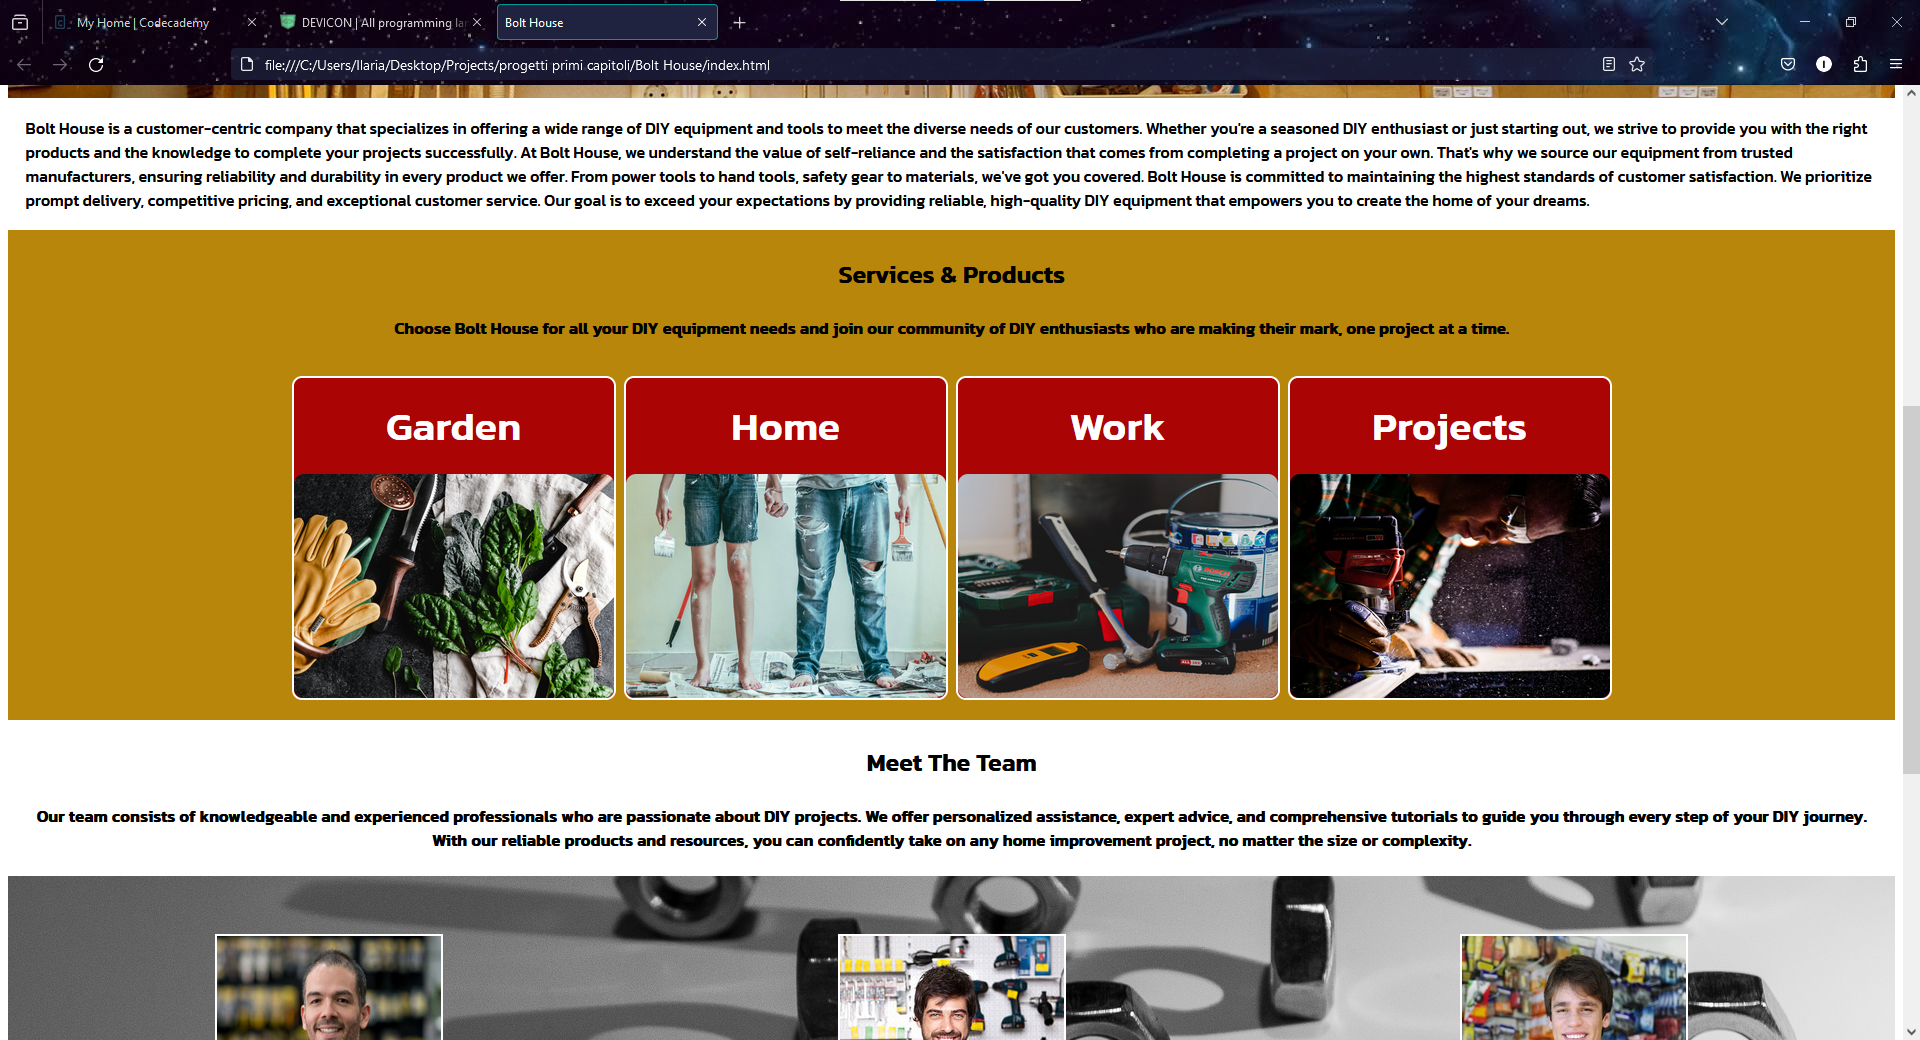 My Home | Codecademy
DEVICON | All programming la
Bolt House
file:///C:/Users/Ilaria/Desktop/Projects/progetti primi capitoli/Bolt House/index.html
Bolt House is a customer-centric company that specializes in offering a wide range of DIY equipment and tools to meet the diverse needs of our customers. Whether you're a seasoned DIY enthusiast or just starting out, we strive to provide you with the right
products and the knowledge to complete your projects successfully. At Bolt House, we understand the value of self-reliance and the satisfaction that comes from completing a project on your own. That's why we source our equipment from trusted
manufacturers, ensuring reliability and durability in every product we offer. From power tools to hand tools, safety gear to materials, we've got you covered. Bolt House is committed to maintaining the highest standards of customer satisfaction. We prioritize
prompt delivery, competitive pricing, and exceptional customer service. Our goal is to exceed your expectations by providing reliable, high-quality DIY equipment that empowers you to create the home of your dreams.
Services & Products
Choose Bolt House for all your DIY equipment needs and join our community of DIY enthusiasts who are making their mark, one project at a time.
Garden
Home
Work
Projects
BOSCH
Meet The Team
Our team consists of knowledgeable and experienced professionals who are passionate about DIY projects. We offer personalized assistance, expert advice, and comprehensive tutorials to guide you through every step of your DIY journey.
With our reliable products and resources, you can confidently take on any home improvement project, no matter the size or complexity.